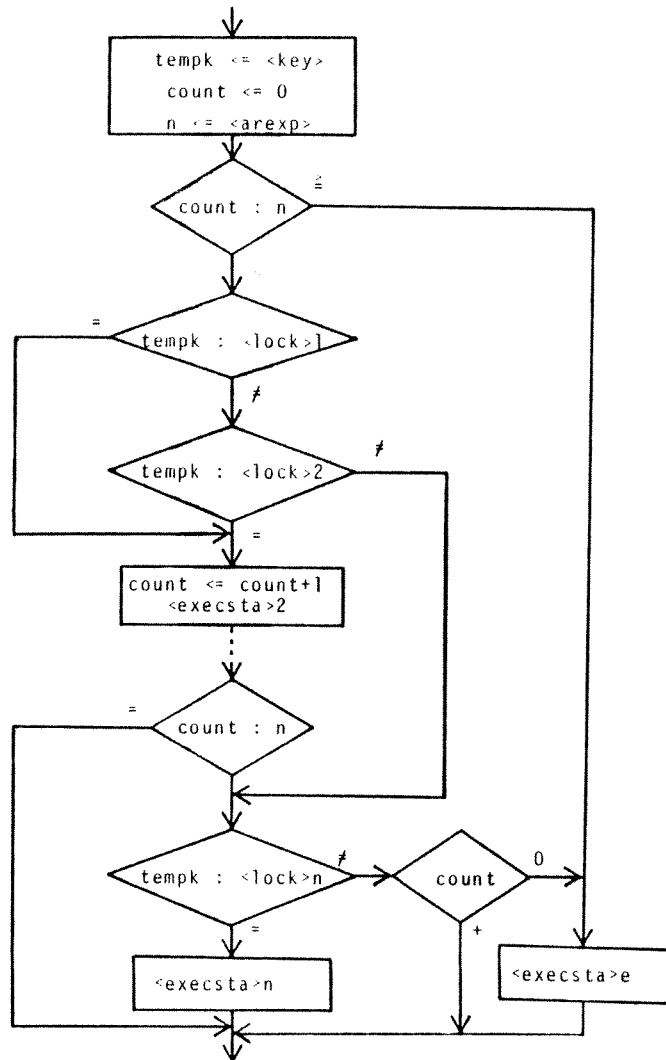 tempk <= <key>
count <= 0
n <= <arexp>
count : n
=
tempk : <lock>1
≠
tempk : <lock>2
≠
=
count <= count+1
<execsta>2
=
count : n
tempk : <lock>n
≠
count
0
=
+
<execsta>n
<execsta>e